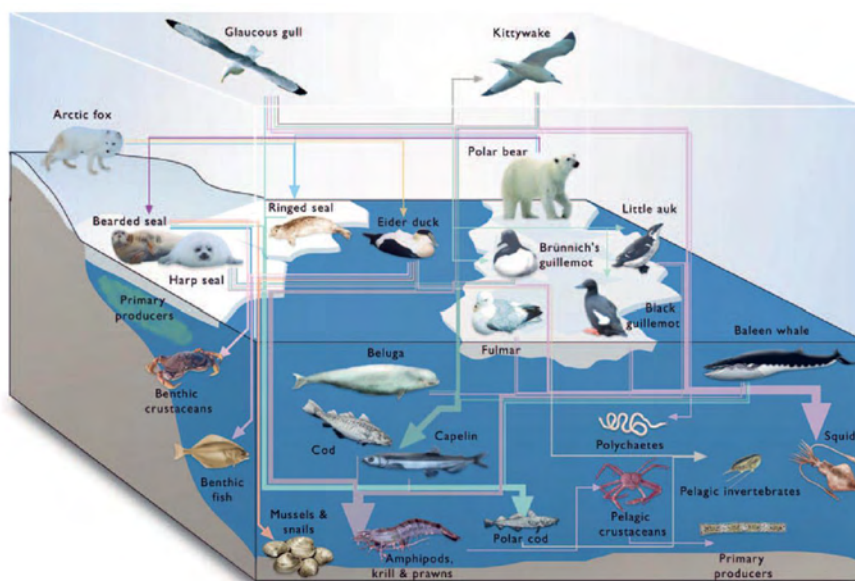 Glaucous gull
Kittywake
Arctic fox
Polar bear
Bearded seal
Ringed seal
Eider duck
Little auk
Brünnich's
guillemot
Harp seal
Primary
producers
Black
guillemot
Fulmar
Beluga
Baleen whale
Benthic
crustaceans
Polychaetes
Squid
Cod
Capelin
Benthic
fish
Pelagic
crustaceans
Pelagic invertebrates
Mussels &
snails
Amphipods,
krill & prawns
Polar cod
Primary
producers